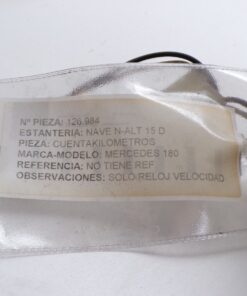 Nº PIEZA: 126.984
ESTANTERIA: NAVE N-ALT 15 D
PIEZA: CUENTAKILOMETROS
MARCA-MODELO: MERCEDES 180
REFERENCIA: NO TIENE REF
OBSERVACIONES: SOLO RELOJ VELOCIDAD